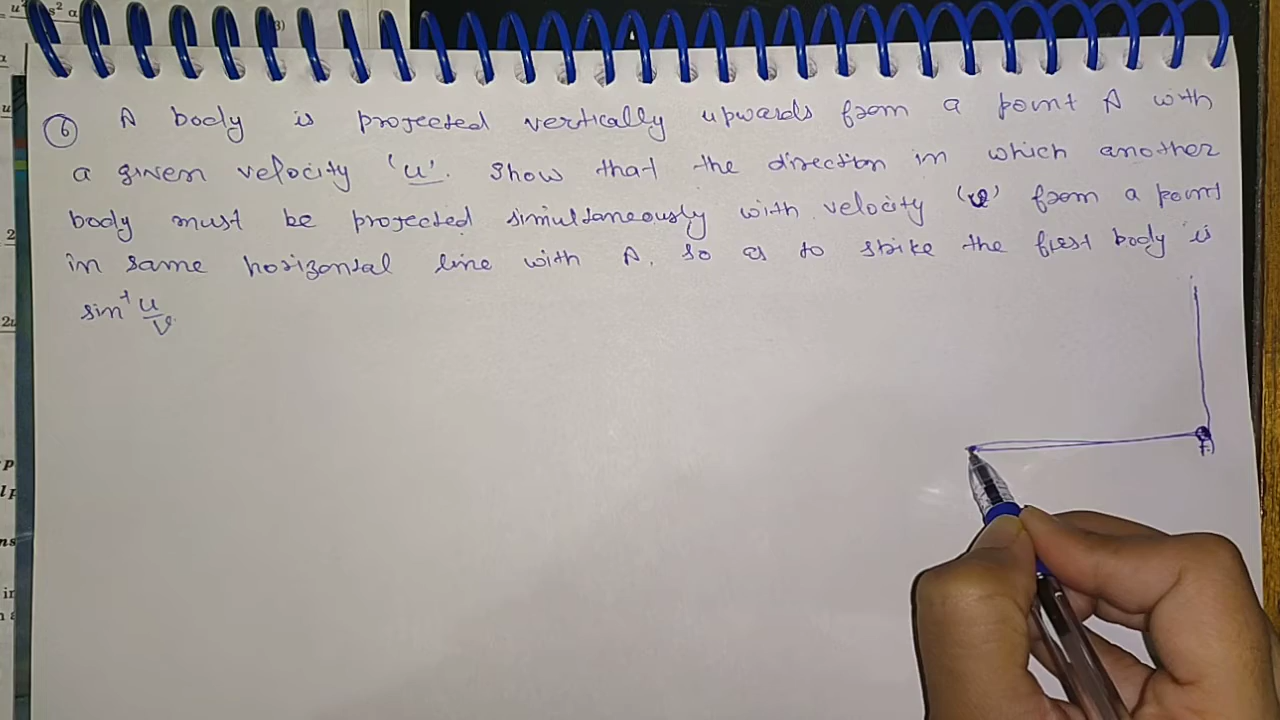 6 A body is projected vertically upwards from a point A with
a given velocity 'u'. Show that the direction in which another
body must be projected simultaneously with velocity 'v' from a point
in same horizontal line with A. so as to strike the first body is
sin⁻¹ u/v
A